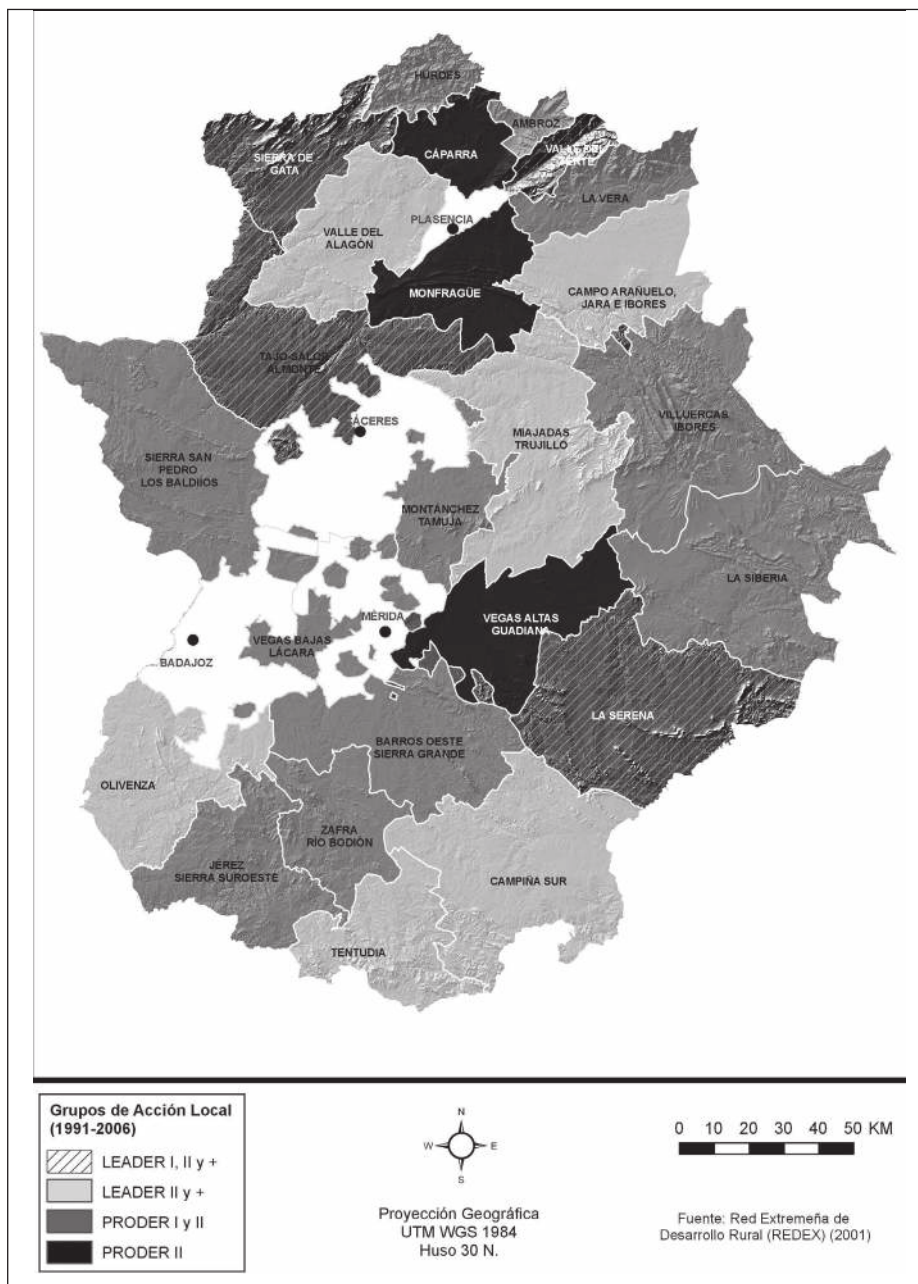 HURDES
AMBROZ
CÁPARRA
VALLE DEL
JERTE
SIERRA DE
GATA
LA VERA
PLASENCIA
VALLE DEL
ALAGÓN
MONFRAGÜE
CAMPO ARAÑUELO,
JARA E IBORES
TAJO-SALOR
ALMONTE
CÁCERES
VILLUERCAS
IBORES
MIAJADAS
TRUJILLO
SIERRA SAN
PEDRO
LOS BALDIIOS
MONTÁNCHEZ
TAMUJA
LA SIBERIA
MÉRIDA
VEGAS ALTAS
GUADIANA
VEGAS BAJAS
LÁCARA
BADAJOZ
LA SERENA
BARROS OESTE
SIERRA GRANDE
OLIVENZA
ZAFRA
RÍO BODIÓN
JEREZ
SIERRA SUROESTE
CAMPIÑA SUR
TENTUDIA
Grupos de Acción Local
(1991-2006)
LEADER I, II y +
LEADER II y +
PRODER I y II
PRODER II
N
W E
S
Proyección Geográfica
UTM WGS 1984
Huso 30 N.
0 10 20 30 40 50 KM
Fuente: Red Extremeña de
Desarrollo Rural (REDEX) (2001)